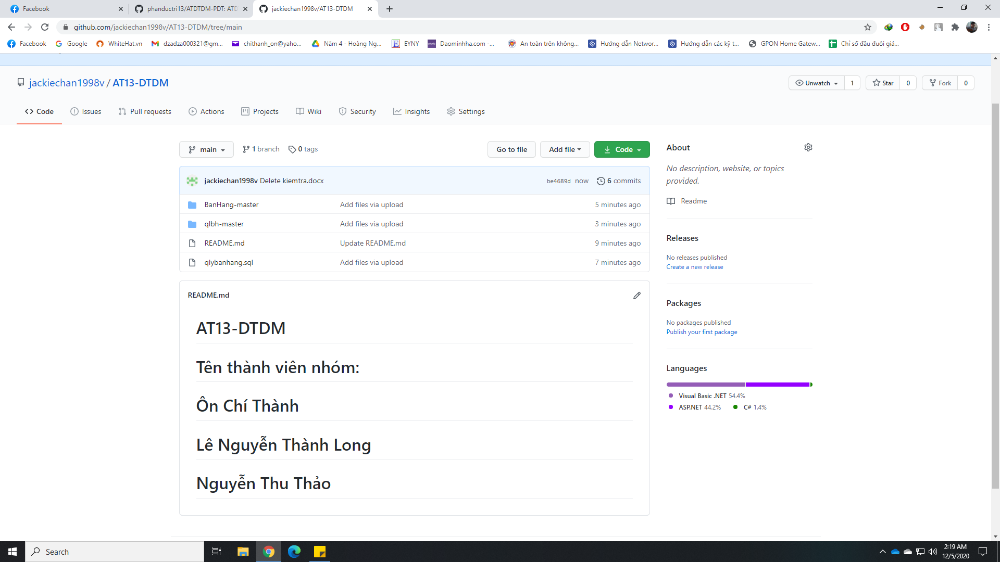 Facebook
phanductri13/ATDTDM-PDT: ATD
jackiechan1998v/AT13-DTDM
github.com/jackiechan1998v/AT13-DTDM/tree/main
Facebook Google WhiteHat.vn dzadza000321@gm... chithanh_on@yaho... Năm 4 - Hoàng Ng... EYNY Daominhha.com -... An toàn trên không... Hướng dẫn Networ... Hướng dẫn các kỹ t... GPON Home Gatew... Chỉ số đầu đuôi giá...
jackiechan1998v / AT13-DTDM
Unwatch 1 Star 0 Fork 0
Code Issues Pull requests Actions Projects Wiki Security Insights Settings
main 1 branch 0 tags Go to file Add file Code
jackiechan1998v Delete kiemtra.docx be4689d now 6 commits
BanHang-master Add files via upload 5 minutes ago
qlbh-master Add files via upload 3 minutes ago
README.md Update README.md 9 minutes ago
qlybanhang.sql Add files via upload 7 minutes ago
README.md
AT13-DTDM
Tên thành viên nhóm:
Ôn Chí Thành
Lê Nguyễn Thành Long
Nguyễn Thu Thảo
About
No description, website, or topics
provided.
Readme
Releases
No releases published
Create a new release
Packages
No packages published
Publish your first package
Languages
Visual Basic .NET 54.4%
ASP.NET 44.2% C# 1.4%
Search
2:19 AM
12/5/2020